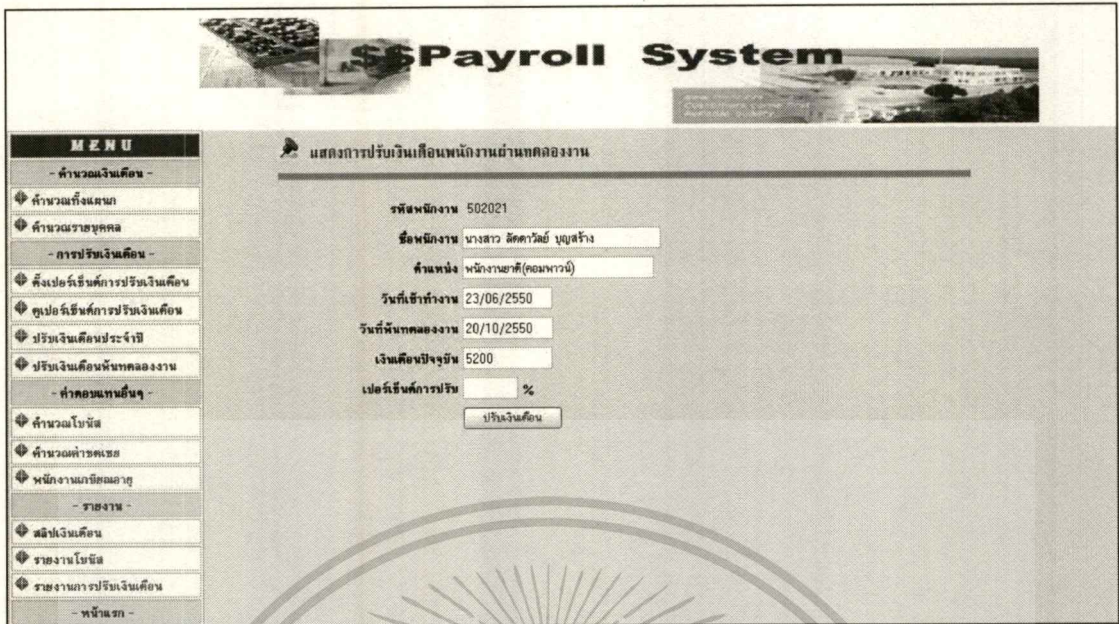 $$Payroll System
MENU
- คำนวณเงินเดือน -
คำนวณทั้งแผนก
คำนวณรายบุคคล
- การปรับเงินเดือน -
ตั้งเปอร์เซ็นต์การปรับเงินเดือน
ดูเปอร์เซ็นต์การปรับเงินเดือน
ปรับเงินเดือนประจำปี
ปรับเงินเดือนพ้นทดลองงาน
- ค่าตอบแทนอื่นๆ -
คำนวณโบนัส
คำนวณค่าชดเชย
พนักงานเกษียณอายุ
- รายงาน -
สลิปเงินเดือน
รายงานโบนัส
รายงานการปรับเงินเดือน
- หน้าแรก -
แสดงการปรับเงินเดือนพนักงานผ่านทดลองงาน
รหัสพนักงาน 502021
ชื่อพนักงาน นางสาว ลัดดาวัลย์ บุญสร้าง
ตำแหน่ง พนักงานยาดี(คอมพาวน์)
วันที่เข้าทำงาน 23/06/2550
วันที่พ้นทดลองงาน 20/10/2550
เงินเดือนปัจจุบัน 5200
เปอร์เซ็นต์การปรับ %
ปรับเงินเดือน